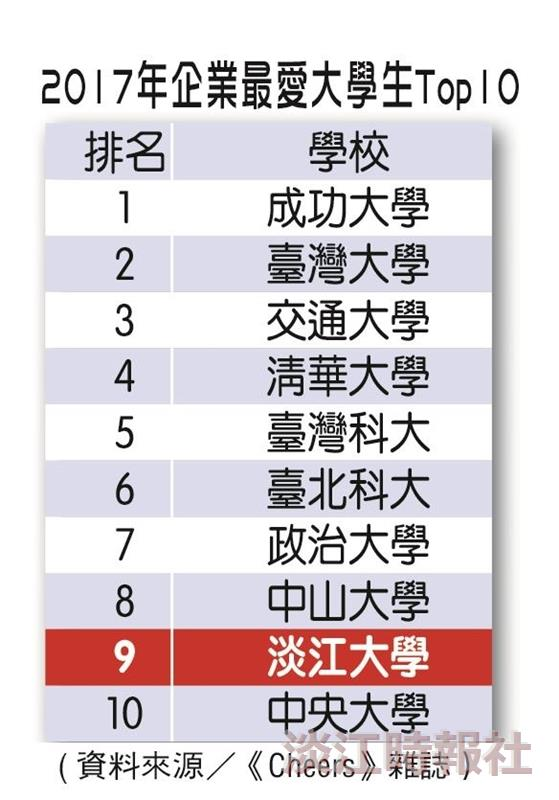 2017年企業最愛大學生Top10
排名 學校
1 成功大學
2 臺灣大學
3 交通大學
4 清華大學
5 臺灣科大
6 臺北科大
7 政治大學
8 中山大學
9 淡江大學
10 中央大學
淡江時報社
(資料來源／《Cheers》雜誌)